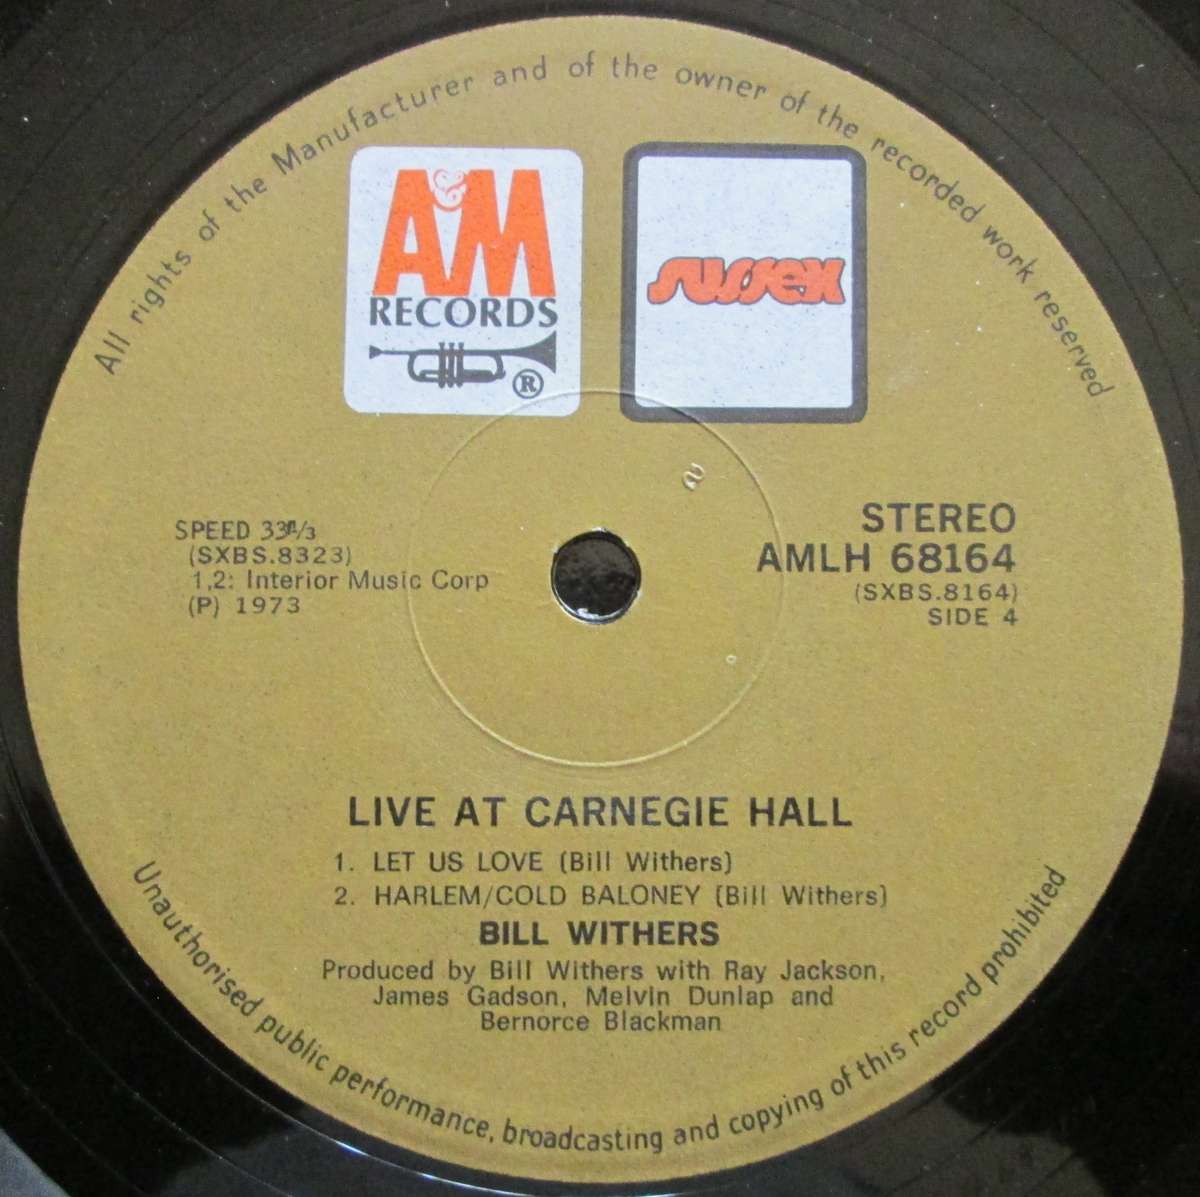 All rights of the Manufacturer and of the owner of the recorded work reserved
A&M
RECORDS
®
sussex
SPEED 33 1/3
(SXBS.8323)
1,2: Interior Music Corp
(P) 1973
STEREO
AMLH 68164
(SXBS.8164)
SIDE 4
2
LIVE AT CARNEGIE HALL
1. LET US LOVE (Bill Withers)
2. HARLEM/COLD BALONEY (Bill Withers)
BILL WITHERS
Produced by Bill Withers with Ray Jackson,
James Gadson, Melvin Dunlap and
Bernorce Blackman
Unauthorised public performance, broadcasting and copying of this record prohibited